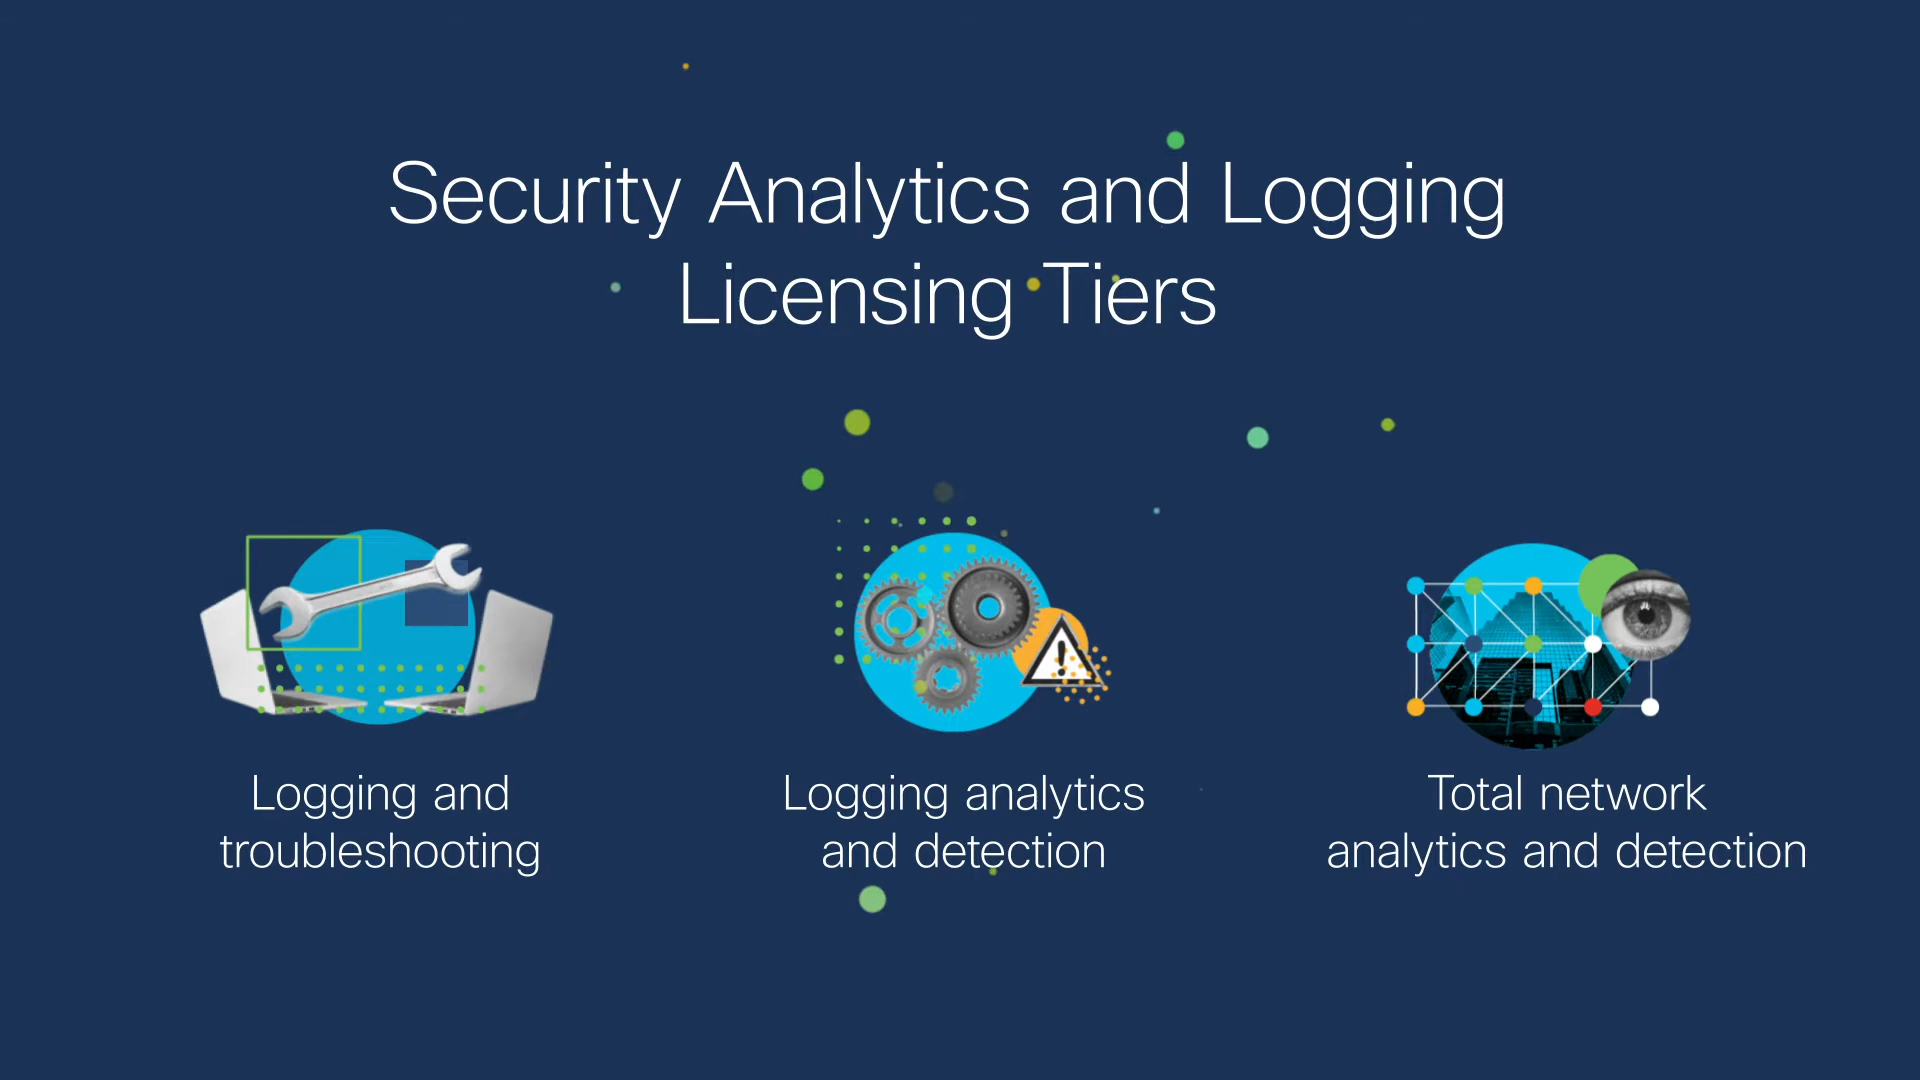 Security Analytics and Logging
Licensing Tiers
Logging and
troubleshooting
Logging analytics
and detection
Total network
analytics and detection